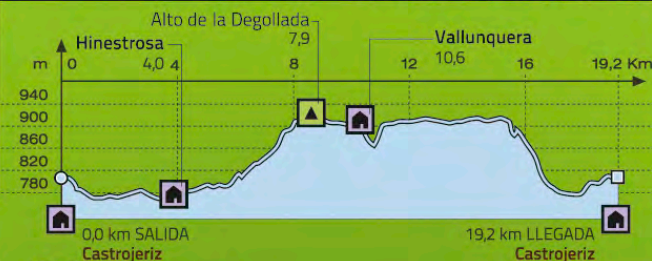 Alto de la Degollada
7,9
Hinestrosa
4,0
Vallunquera
10,6
m 0 4 8 12 16 19,2 Km
940
900
860
820
780
0,0 km SALIDA
Castrojeriz
19,2 km LLEGADA
Castrojeriz